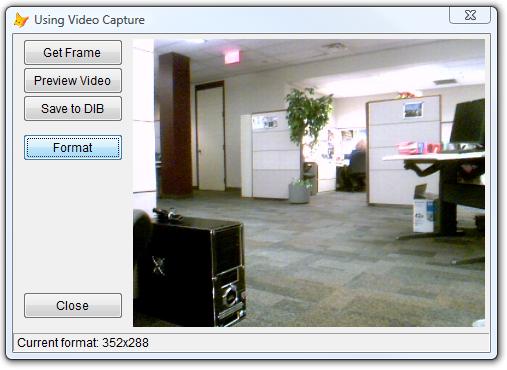 Using Video Capture
Get Frame
Preview Video
Save to DIB
Format
Close
Current format: 352x288